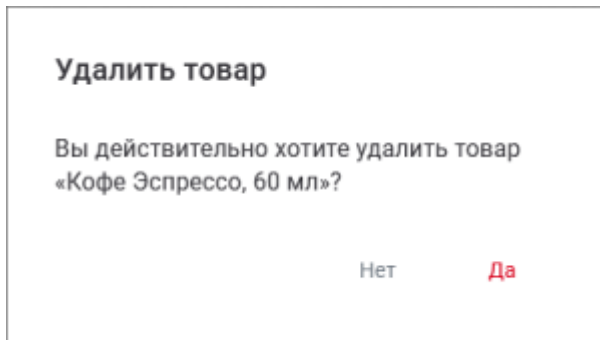 Удалить товар
Вы действительно хотите удалить товар
«Кофе Эспрессо, 60 мл»?
Нет Да